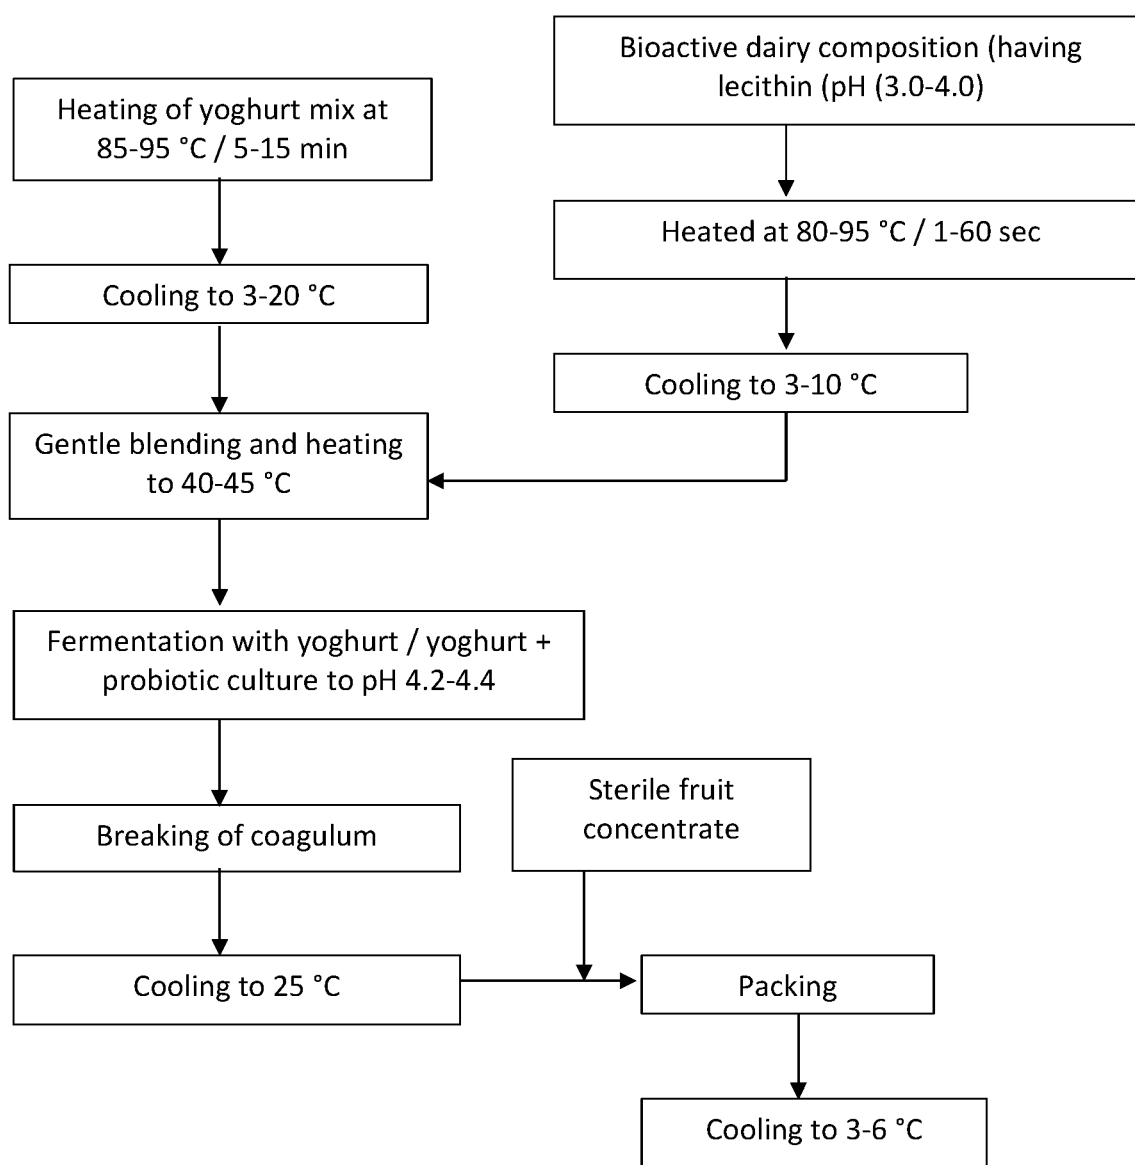 Bioactive dairy composition (having
lecithin (pH (3.0-4.0)
Heating of yoghurt mix at
85-95 °C / 5-15 min
Heated at 80-95 °C / 1-60 sec
Cooling to 3-20 °C
Cooling to 3-10 °C
Gentle blending and heating
to 40-45 °C
Fermentation with yoghurt / yoghurt +
probiotic culture to pH 4.2-4.4
Sterile fruit
concentrate
Breaking of coagulum
Cooling to 25 °C
Packing
Cooling to 3-6 °C